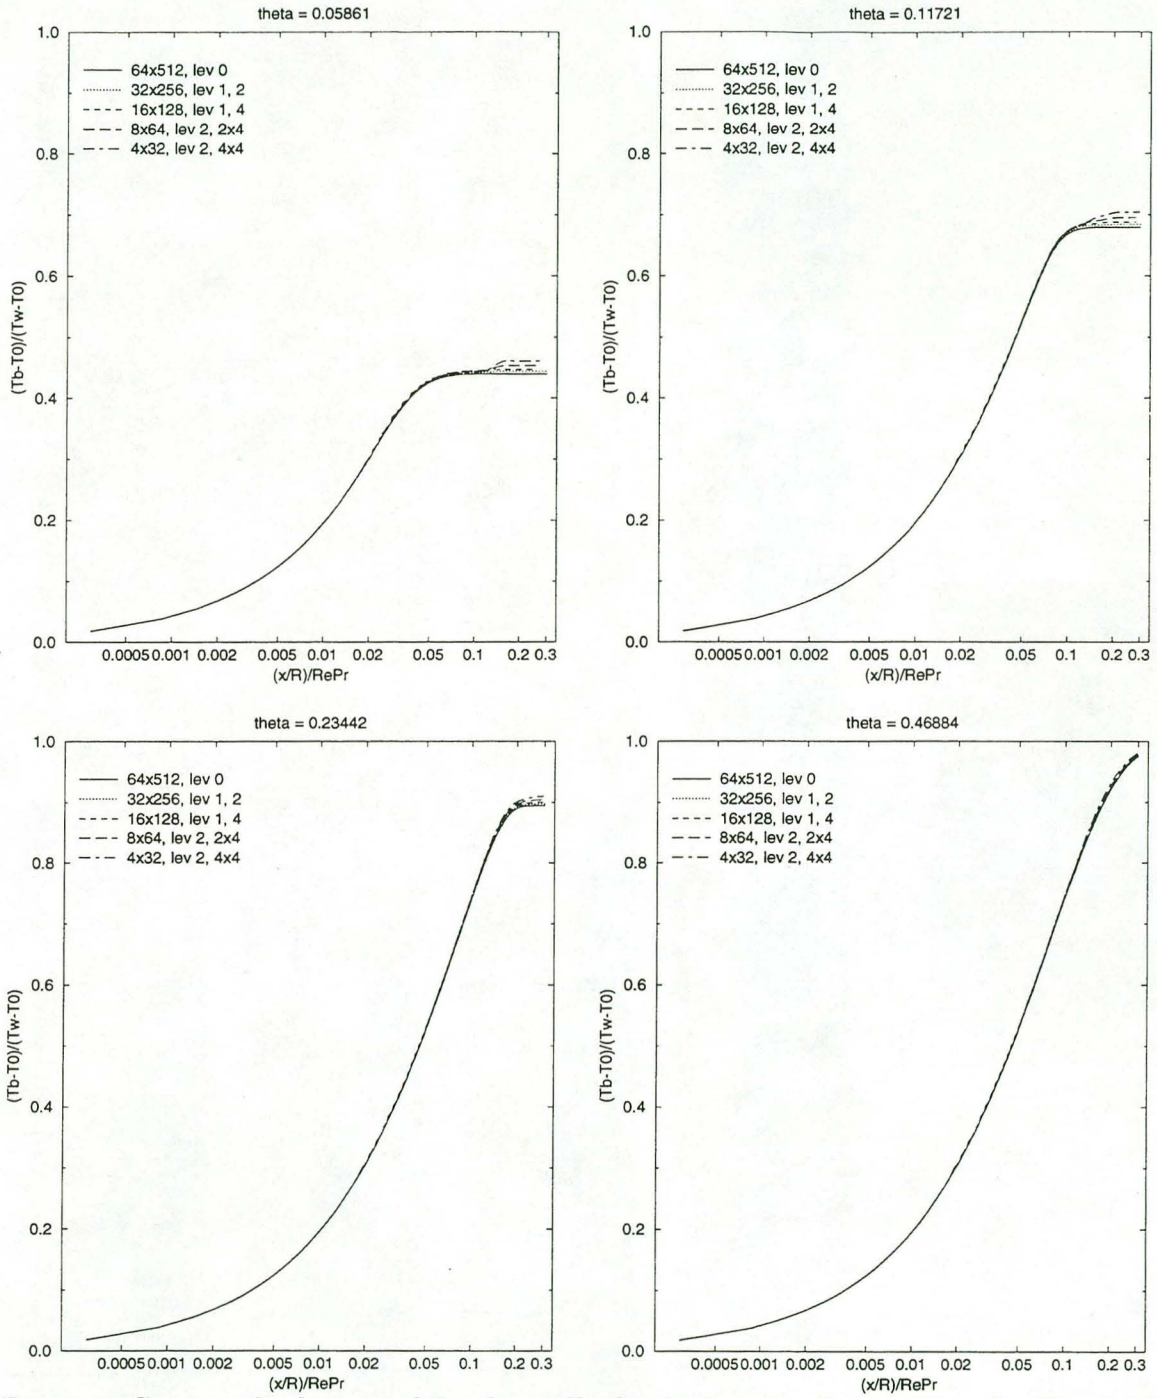 theta = 0.05861
1.0
0.8
0.6
0.4
0.2
0.0
(Tb-T0)/(Tw-T0)
64x512, lev 0
32x256, lev 1, 2
16x128, lev 1, 4
8x64, lev 2, 2x4
4x32, lev 2, 4x4
0.0005 0.001 0.002 0.005 0.01 0.02 0.05 0.1 0.2 0.3
(x/R)/RePr
theta = 0.11721
1.0
0.8
0.6
0.4
0.2
0.0
(Tb-T0)/(Tw-T0)
64x512, lev 0
32x256, lev 1, 2
16x128, lev 1, 4
8x64, lev 2, 2x4
4x32, lev 2, 4x4
0.0005 0.001 0.002 0.005 0.01 0.02 0.05 0.1 0.2 0.3
(x/R)/RePr
theta = 0.23442
1.0
0.8
0.6
0.4
0.2
0.0
(Tb-T0)/(Tw-T0)
64x512, lev 0
32x256, lev 1, 2
16x128, lev 1, 4
8x64, lev 2, 2x4
4x32, lev 2, 4x4
0.0005 0.001 0.002 0.005 0.01 0.02 0.05 0.1 0.2 0.3
(x/R)/RePr
theta = 0.46884
1.0
0.8
0.6
0.4
0.2
0.0
(Tb-T0)/(Tw-T0)
64x512, lev 0
32x256, lev 1, 2
16x128, lev 1, 4
8x64, lev 2, 2x4
4x32, lev 2, 4x4
0.0005 0.001 0.002 0.005 0.01 0.02 0.05 0.1 0.2 0.3
(x/R)/RePr